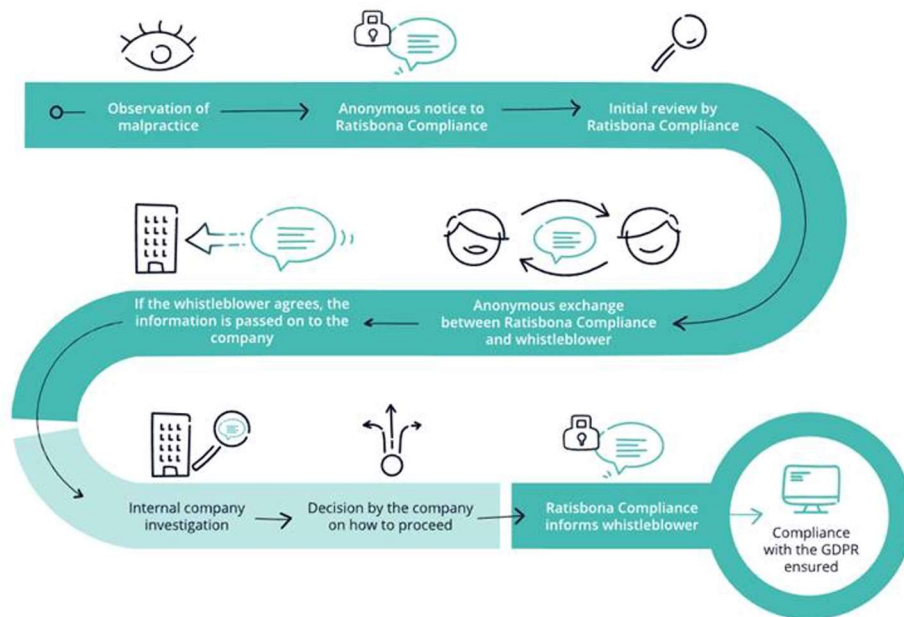 Observation of
malpractice
Anonymous notice to
Ratisbona Compliance
Initial review by
Ratisbona Compliance
Anonymous exchange
between Ratisbona Compliance
and whistleblower
If the whistleblower agrees, the
information is passed on to the
company
Internal company
investigation
Decision by the company
on how to proceed
Ratisbona Compliance
informs whistleblower
Compliance
with the GDPR
ensured